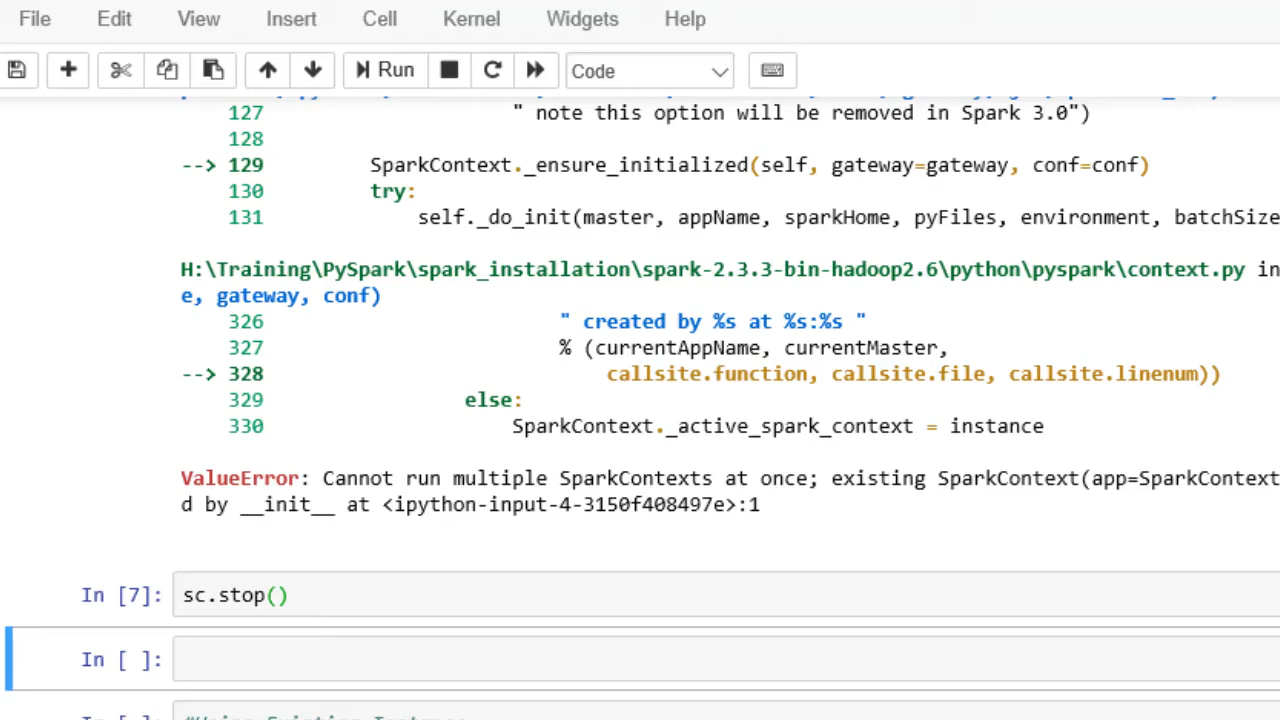 File Edit View Insert Cell Kernel Widgets Help
Run Code
127 " note this option will be removed in Spark 3.0")
128
--> 129 SparkContext._ensure_initialized(self, gateway=gateway, conf=conf)
130 try:
131 self._do_init(master, appName, sparkHome, pyFiles, environment, batchSize
H:\Training\PySpark\spark_installation\spark-2.3.3-bin-hadoop2.6\python\pyspark\context.py in
e, gateway, conf)
326 " created by %s at %s:%s "
327 % (currentAppName, currentMaster,
--> 328 callsite.function, callsite.file, callsite.linenum))
329 else:
330 SparkContext._active_spark_context = instance
ValueError: Cannot run multiple SparkContexts at once; existing SparkContext(app=SparkContext
d by __init__ at <ipython-input-4-3150f408497e>:1
In [7]: sc.stop()
In [ ]:
In [ ]: #Using Existing Instance